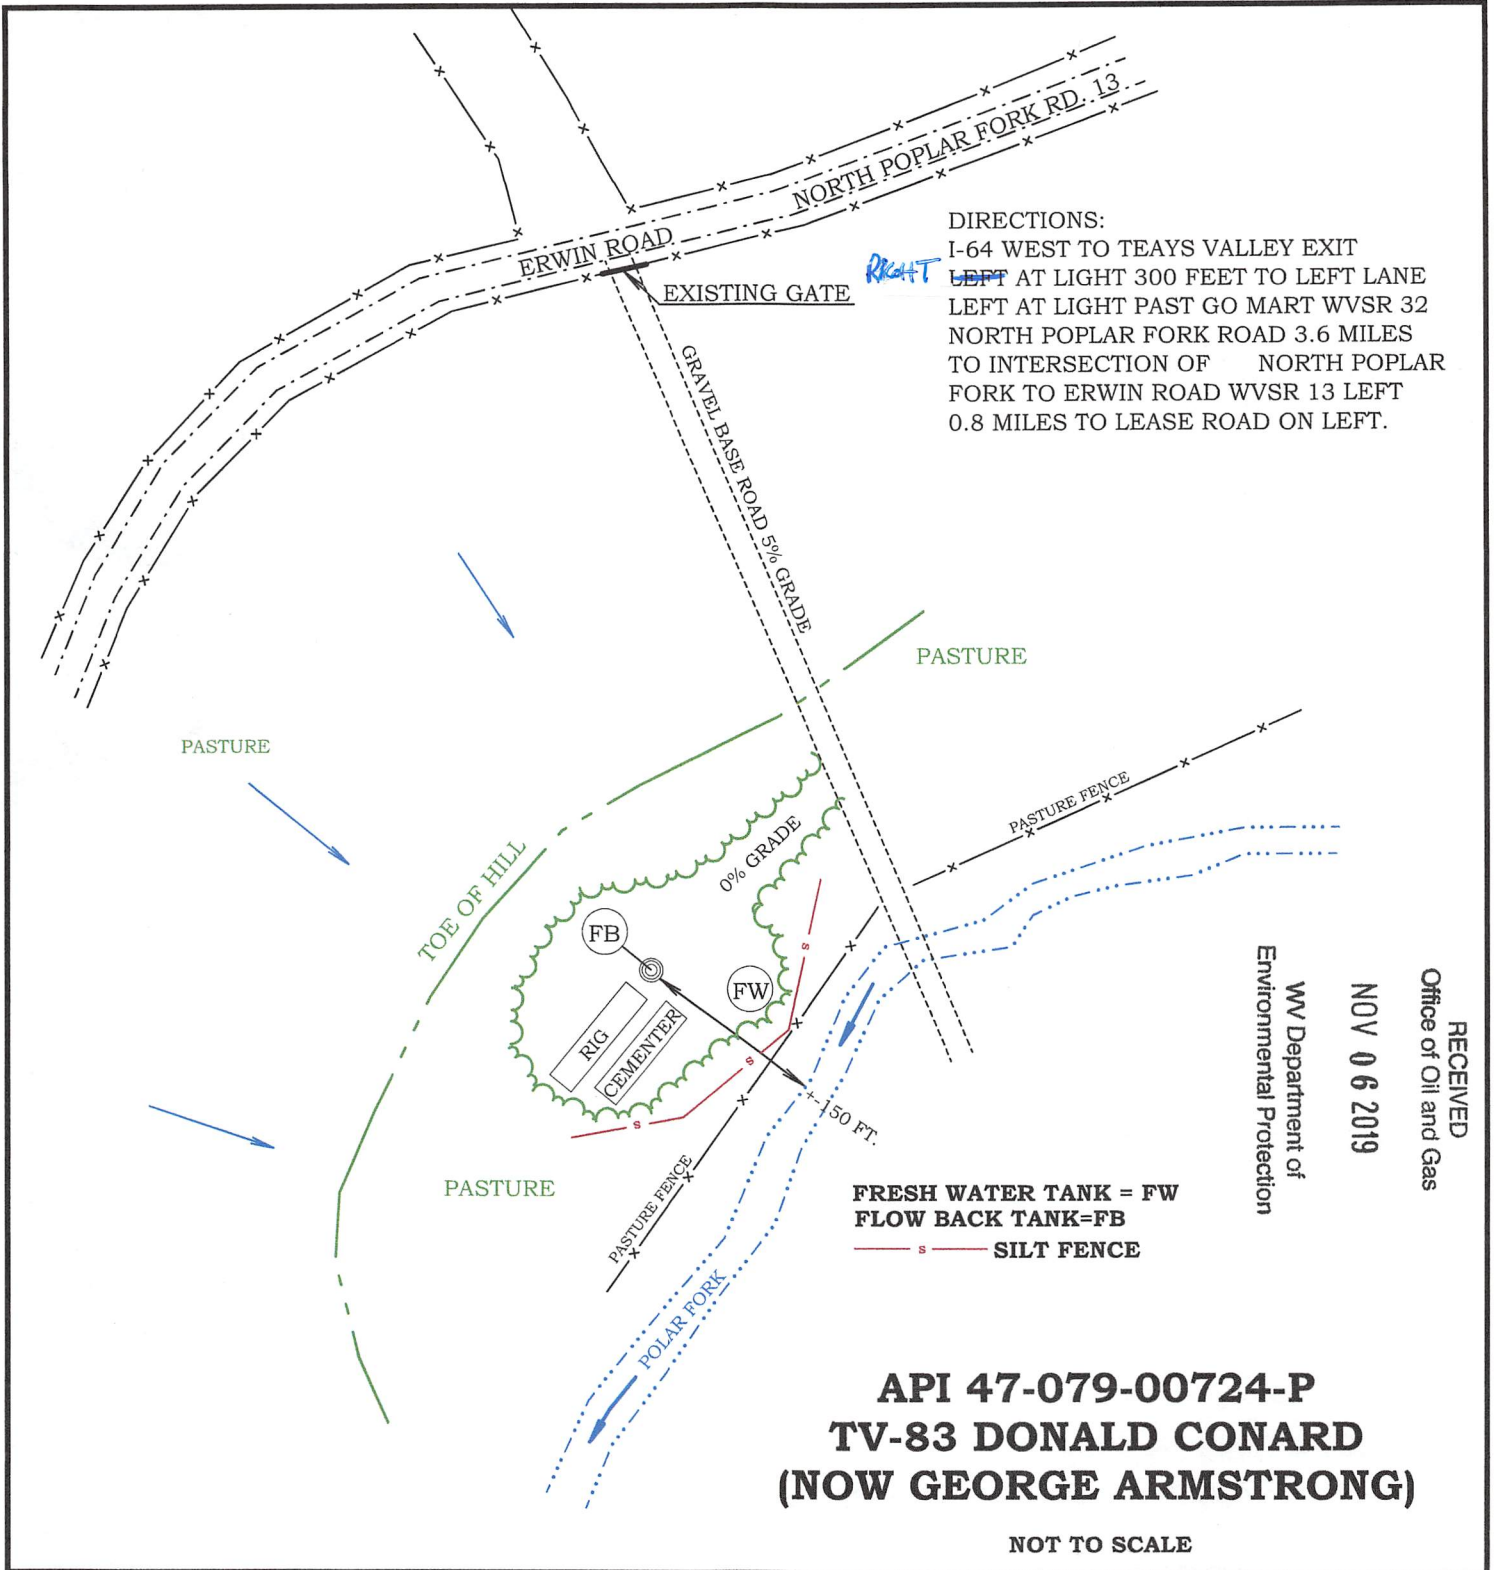 NORTH POPLAR FORK RD. 13
ERWIN ROAD
EXISTING GATE
DIRECTIONS:
I-64 WEST TO TEAYS VALLEY EXIT
RIGHT LEFT AT LIGHT 300 FEET TO LEFT LANE
LEFT AT LIGHT PAST GO MART WVSR 32
NORTH POPLAR FORK ROAD 3.6 MILES
TO INTERSECTION OF NORTH POPLAR
FORK TO ERWIN ROAD WVSR 13 LEFT
0.8 MILES TO LEASE ROAD ON LEFT.
GRAVEL BASE ROAD 5% GRADE
PASTURE
PASTURE
PASTURE FENCE
0% GRADE
TOE OF HILL
FB
FW
RIG
CEMENTER
S
S
S
+-150 FT.
PASTURE
PASTURE FENCE
POLAR FORK
FRESH WATER TANK = FW
FLOW BACK TANK=FB
S SILT FENCE
RECEIVED
Office of Oil and Gas
NOV 06 2019
WV Department of
Environmental Protection
API 47-079-00724-P
TV-83 DONALD CONARD
(NOW GEORGE ARMSTRONG)
NOT TO SCALE